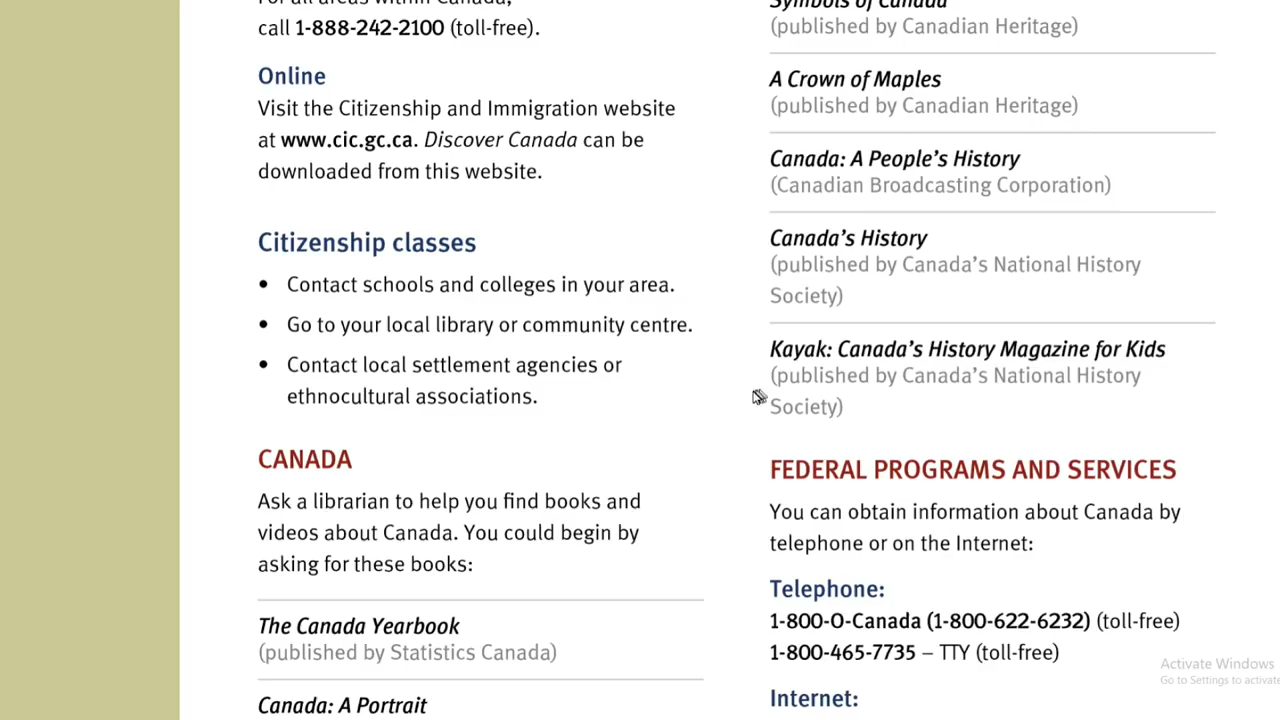 For all areas within Canada,
call 1-888-242-2100 (toll-free).
Online
Visit the Citizenship and Immigration website
at www.cic.gc.ca. Discover Canada can be
downloaded from this website.
Citizenship classes
• Contact schools and colleges in your area.
• Go to your local library or community centre.
• Contact local settlement agencies or
ethnocultural associations.
CANADA
Ask a librarian to help you find books and
videos about Canada. You could begin by
asking for these books:
The Canada Yearbook
(published by Statistics Canada)
Canada: A Portrait
Symbols of Canada
(published by Canadian Heritage)
A Crown of Maples
(published by Canadian Heritage)
Canada: A People’s History
(Canadian Broadcasting Corporation)
Canada’s History
(published by Canada’s National History
Society)
Kayak: Canada’s History Magazine for Kids
(published by Canada’s National History
Society)
FEDERAL PROGRAMS AND SERVICES
You can obtain information about Canada by
telephone or on the Internet:
Telephone:
1-800-O-Canada (1-800-622-6232) (toll-free)
1-800-465-7735 – TTY (toll-free)
Internet:
Activate Windows
Go to Settings to activate